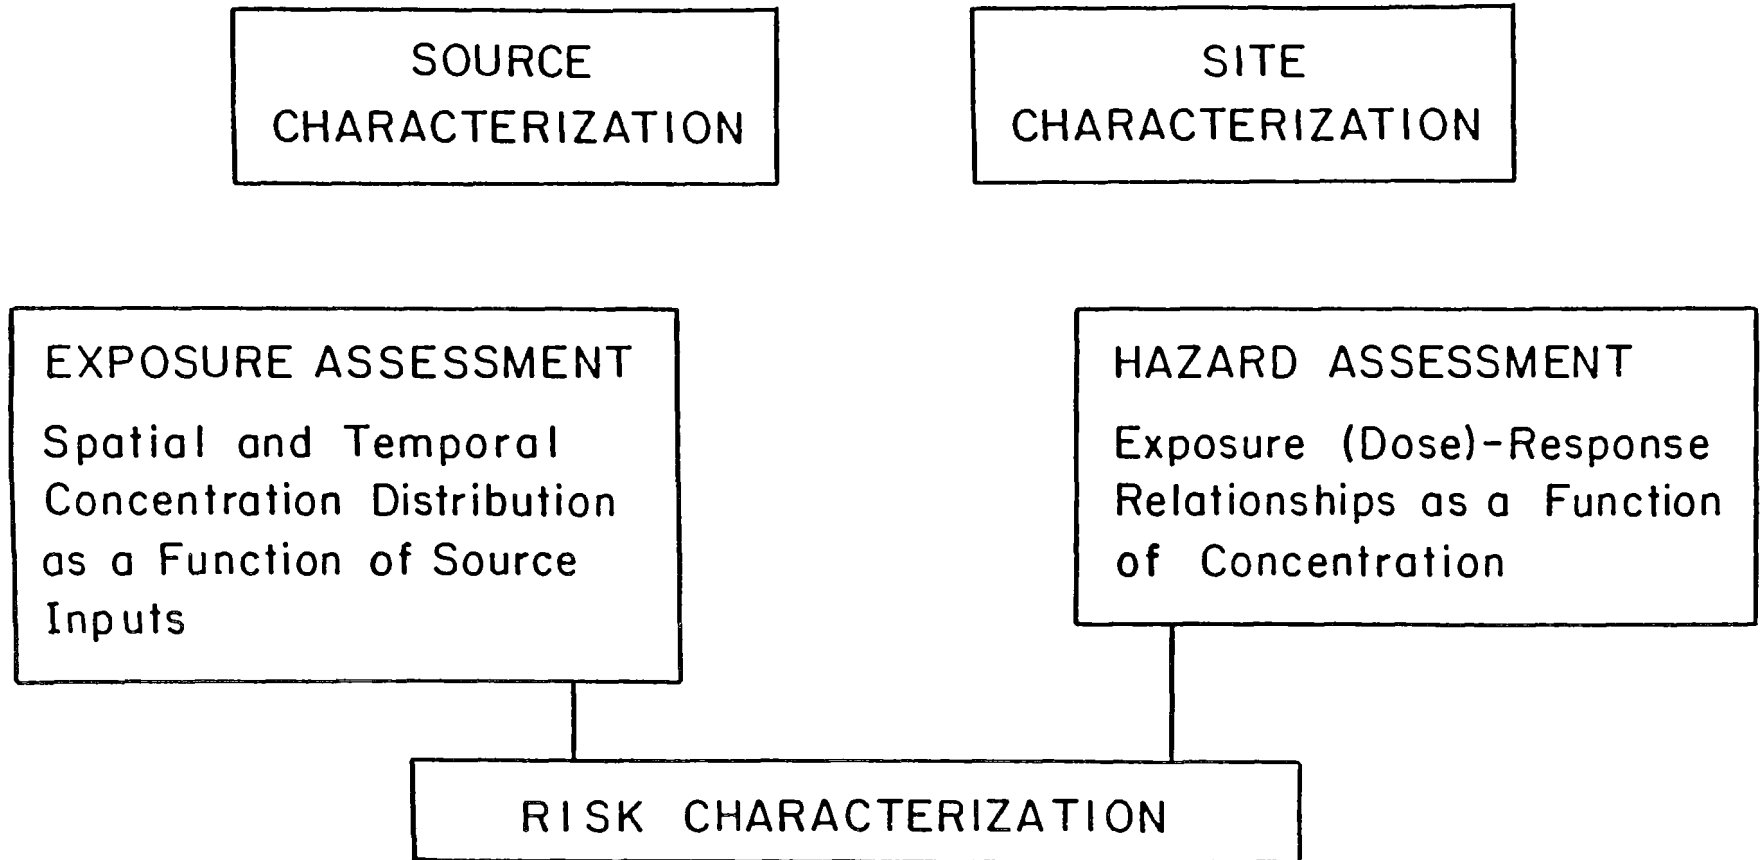 SOURCE
CHARACTERIZATION
SITE
CHARACTERIZATION
EXPOSURE ASSESSMENT
Spatial and Temporal
Concentration Distribution
as a Function of Source
Inputs
HAZARD ASSESSMENT
Exposure (Dose)-Response
Relationships as a Function
of Concentration
RISK CHARACTERIZATION